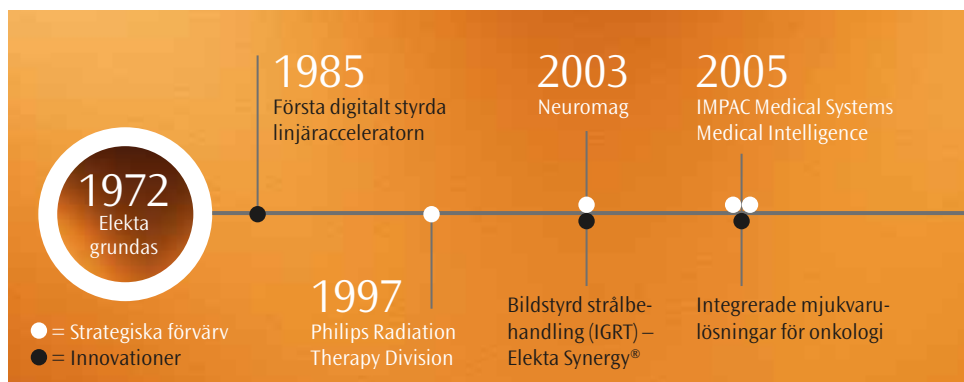 1972
Elekta
grundas
1985
Första digitalt styrda
linjäracceleratorn
1997
Philips Radiation
Therapy Division
2003
Neuromag
Bildstyrd strålbe-
handling (IGRT) –
Elekta Synergy®
2005
IMPAC Medical Systems
Medical Intelligence
Integrerade mjukvaru-
lösningar för onkologi
= Strategiska förvärv
= Innovationer